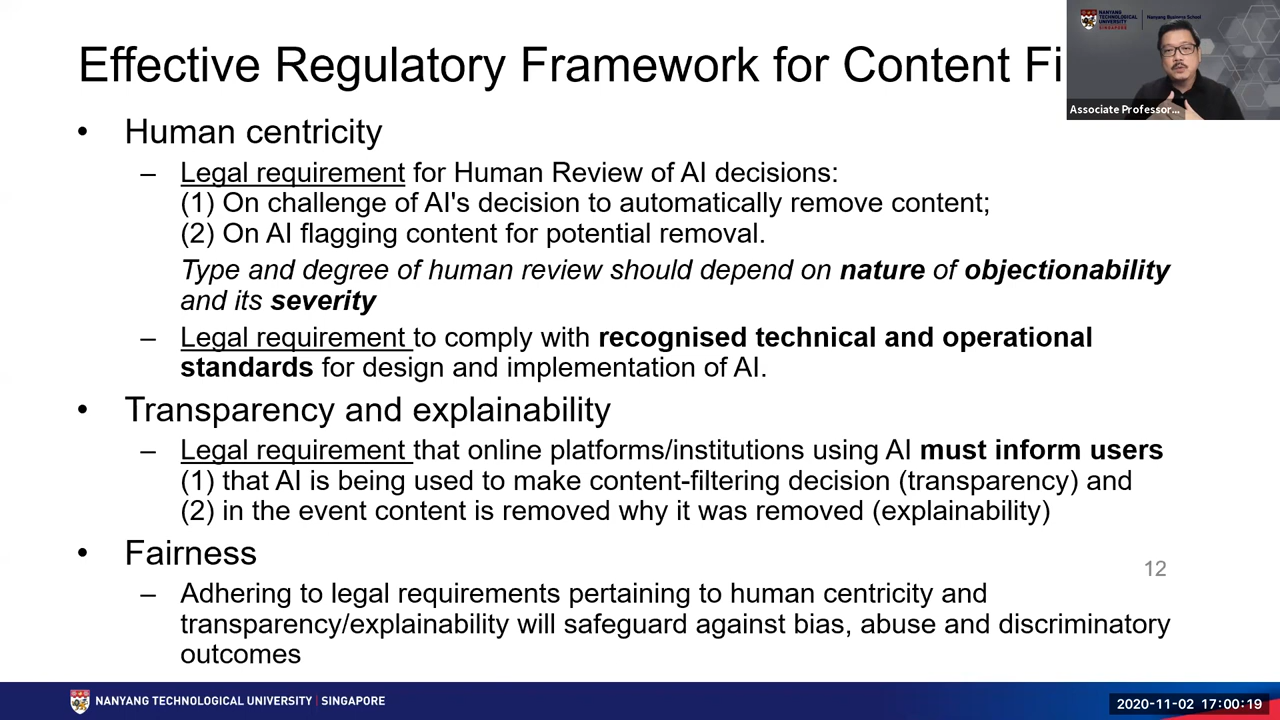 Effective Regulatory Framework for Content Fi
NANYANG
TECHNOLOGICAL
UNIVERSITY
SINGAPORE
Nanyang Business School
Associate Professor...
• Human centricity
– Legal requirement for Human Review of AI decisions:
(1) On challenge of AI's decision to automatically remove content;
(2) On AI flagging content for potential removal.
Type and degree of human review should depend on nature of objectionability
and its severity
– Legal requirement to comply with recognised technical and operational
standards for design and implementation of AI.
• Transparency and explainability
– Legal requirement that online platforms/institutions using AI must inform users
(1) that AI is being used to make content-filtering decision (transparency) and
(2) in the event content is removed why it was removed (explainability)
• Fairness
12
– Adhering to legal requirements pertaining to human centricity and
transparency/explainability will safeguard against bias, abuse and discriminatory
outcomes
NANYANG TECHNOLOGICAL UNIVERSITY | SINGAPORE
2020-11-02 17:00:19